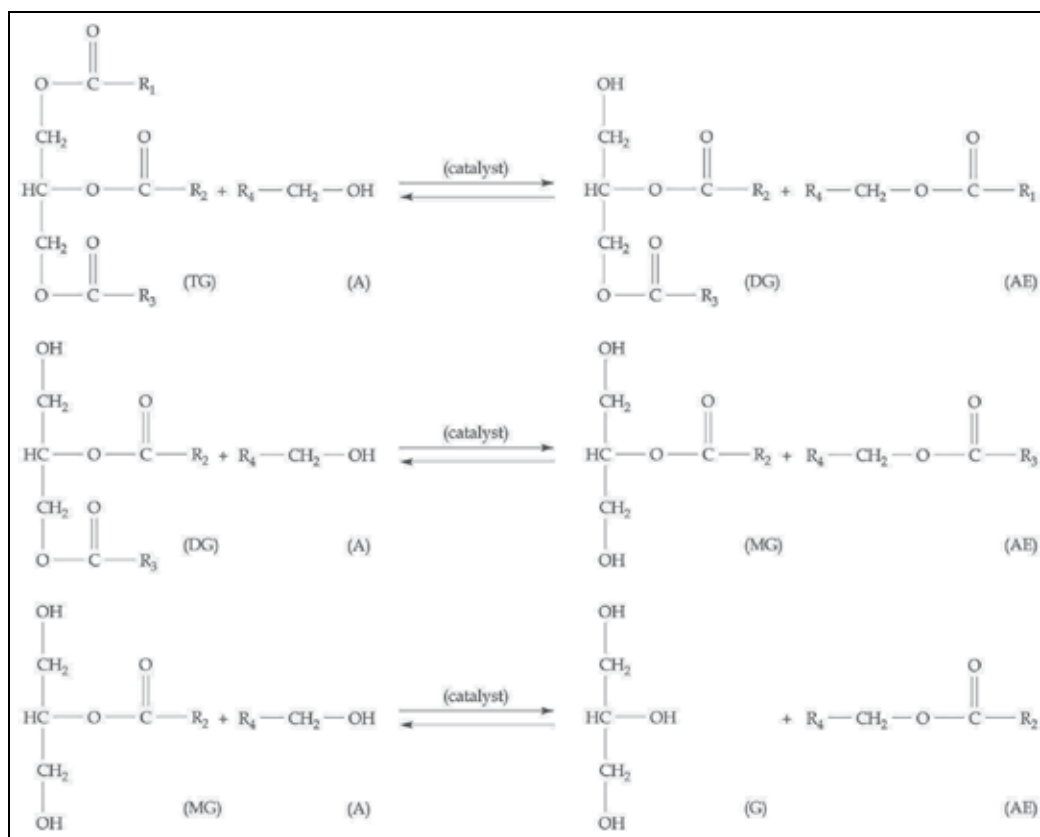 O O — C — R1 OH
CH2 O CH2 O O
HC — O — C — R2 + R4 — CH2 — OH (catalyst) HC — O — C — R2 + R4 — CH2 — O — C — R1
CH2 O CH2 O
O — C — R3 (TG) (A) O — C — R3 (DG) (AE)
OH OH
CH2 O CH2 O O
HC — O — C — R2 + R4 — CH2 — OH (catalyst) HC — O — C — R2 + R4 — CH2 — O — C — R3
CH2 O CH2
O — C — R3 (DG) (A) OH (MG) (AE)
OH OH
CH2 O CH2 O
HC — O — C — R2 + R4 — CH2 — OH (catalyst) HC — OH + R4 — CH2 — O — C — R2
CH2 CH2
OH (MG) (A) OH (G) (AE)